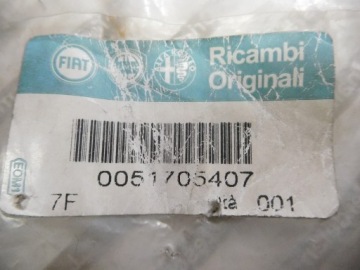 FIAT
Ricambi
Originali
0051705407
7F
001